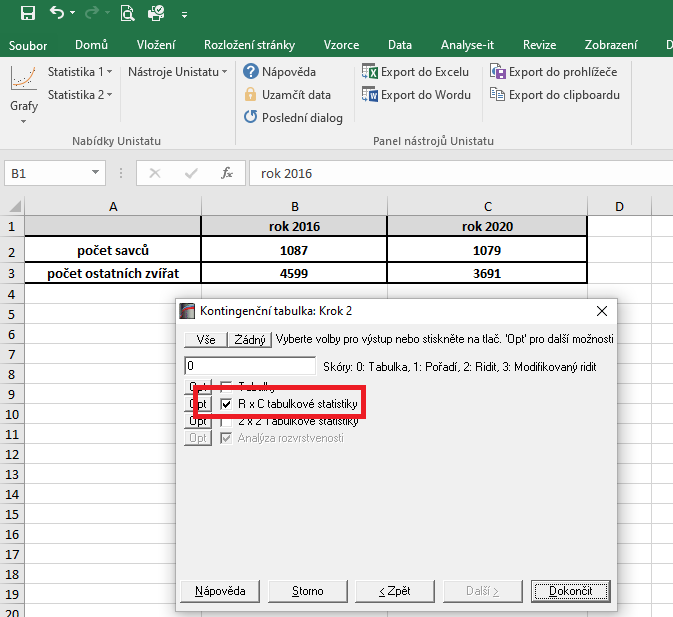 Soubor Domů Vložení Rozložení stránky Vzorce Data Analyse-it Revize Zobrazení D
Statistika 1 Nástroje Unistatu Nápověda Export do Excelu Export do prohlížeče
Grafy Statistika 2 Uzamčít data Export do Wordu Export do clipboardu
Poslední dialog
Nabídky Unistatu Panel nástrojů Unistatu
B1 fx rok 2016
A B C D
1 rok 2016 rok 2020
2 počet savců 1087 1079
3 počet ostatních zvířat 4599 3691
4
5
Kontingenční tabulka: Krok 2
6
Vše Žádný Vyberte volby pro výstup nebo stiskněte na tlač. 'Opt' pro další možnosti
7
0 Skóry: 0: Tabulka, 1: Pořadí, 2: Ridit, 3: Modifikovaný ridit
8
Opt Tabulky
9
Opt R x C tabulkové statistiky
10
Opt 2 x 2 Tabulkové statistiky
11
Opt Analýza rozvrstvenosti
12
13
14
15
16
17
18
19
Nápověda Storno < Zpět Další > Dokončit
20